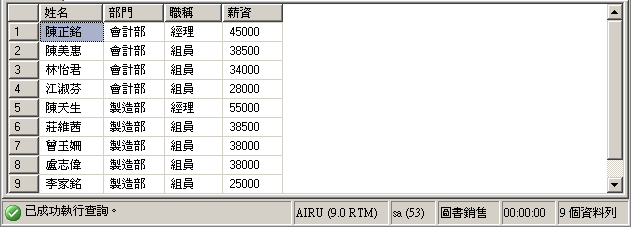 姓名 部門 職稱 薪資
1 陳正銘 會計部 經理 45000
2 陳美惠 會計部 組員 38500
3 林怡君 會計部 組員 34000
4 江淑芬 會計部 組員 28000
5 陳天生 製造部 經理 55000
6 莊維茜 製造部 組員 38500
7 曾玉姍 製造部 組員 38000
8 盧志偉 製造部 組員 38000
9 李家銘 製造部 組員 25000
已成功執行查詢。 AIRU (9.0 RTM) sa (53) 圖書銷售 00:00:00 9 個資料列